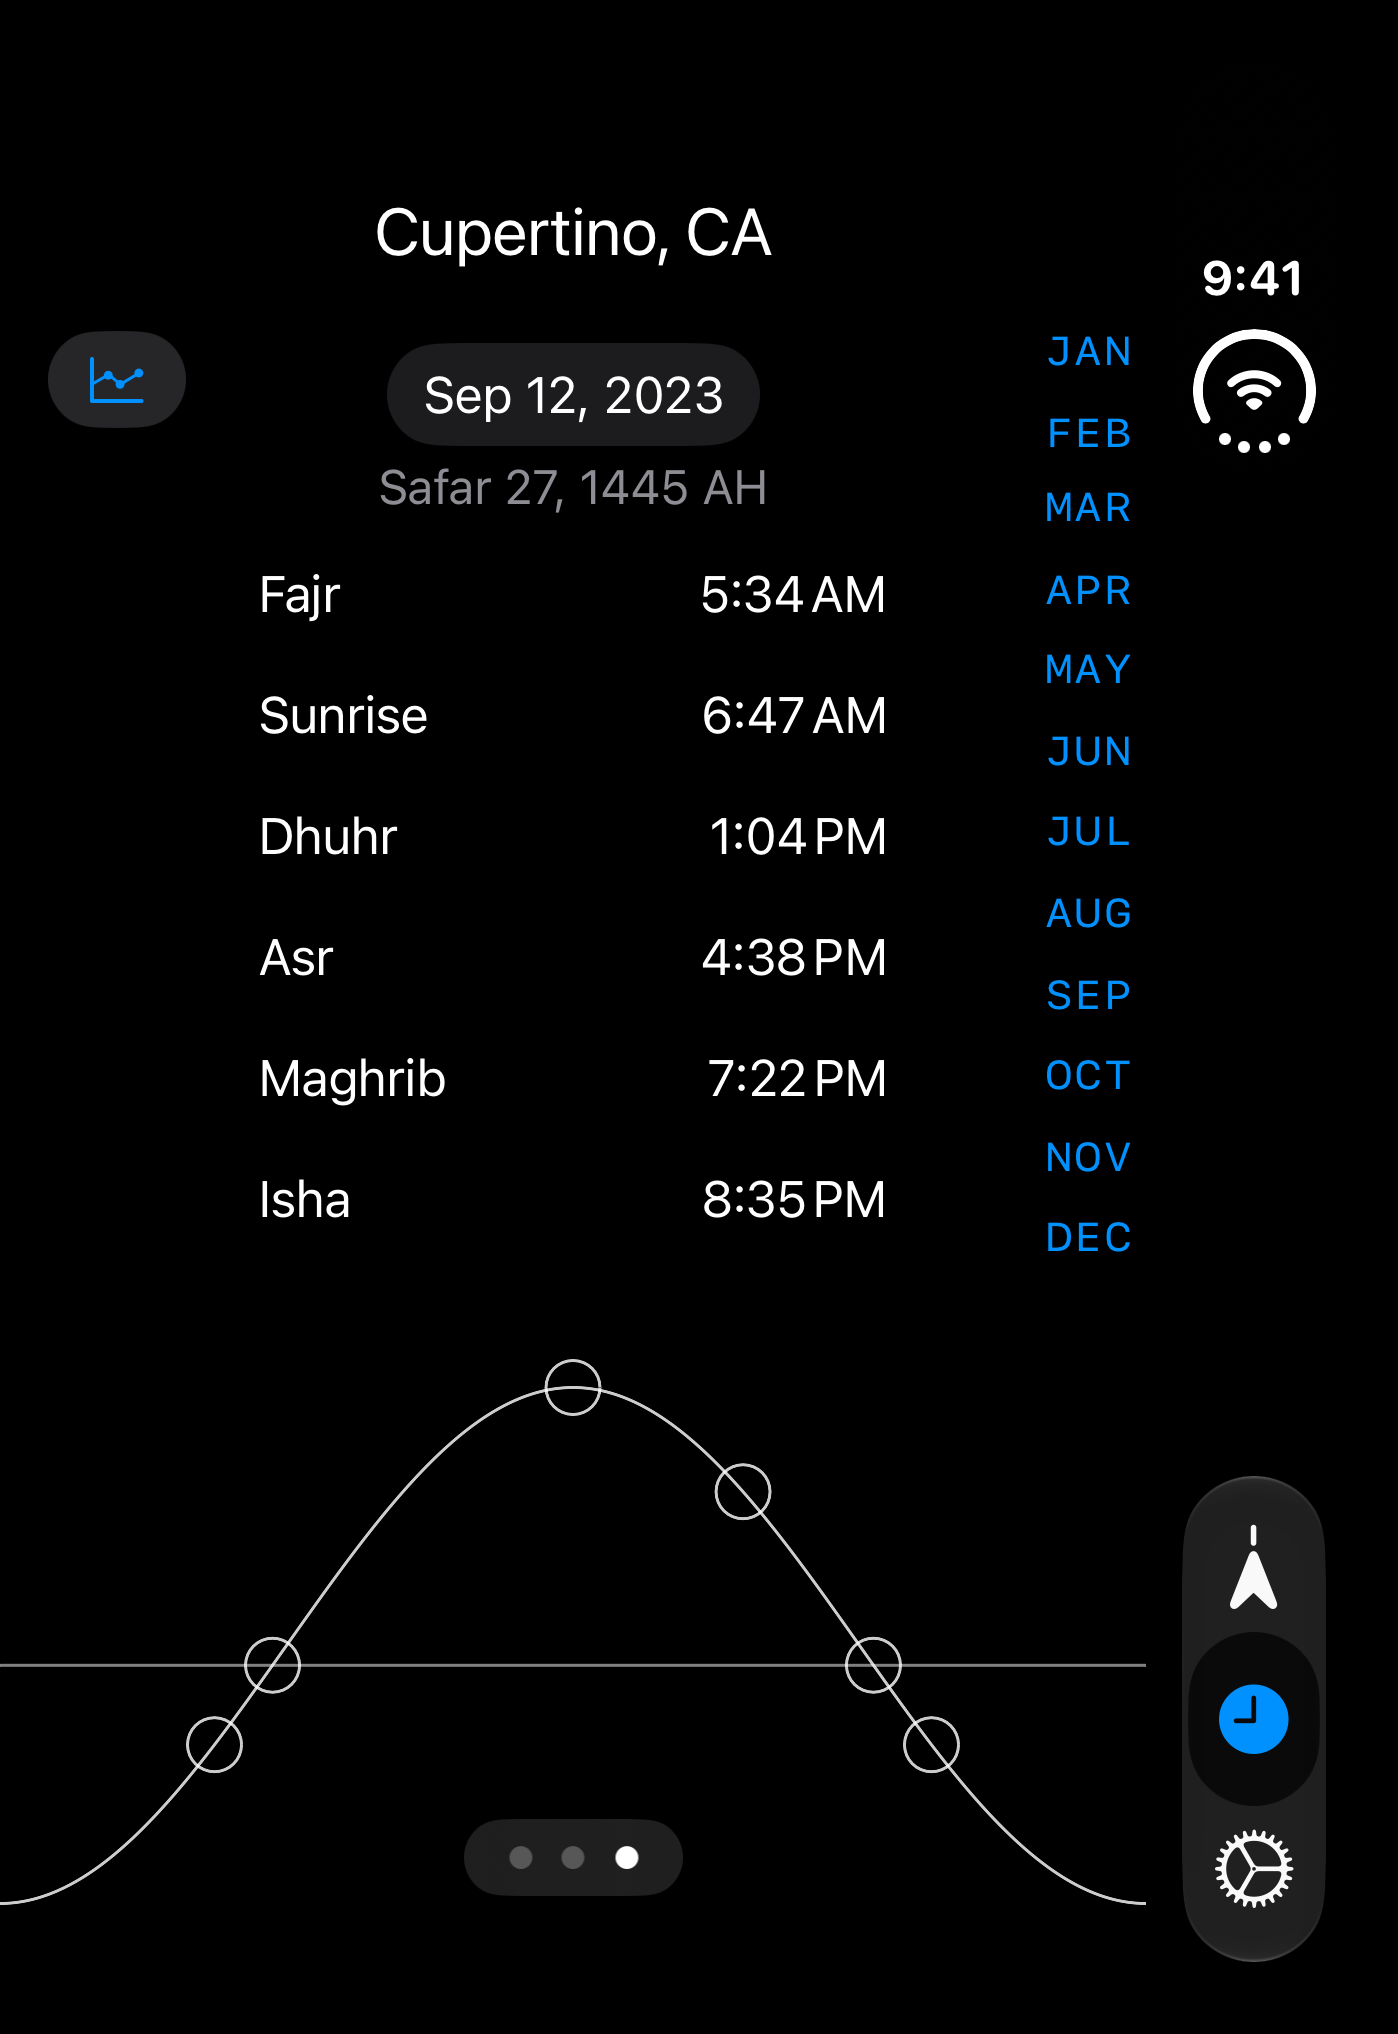 Cupertino, CA
9:41
Sep 12, 2023
Safar 27, 1445 AH
Fajr 5:34 AM
Sunrise 6:47 AM
Dhuhr 1:04 PM
Asr 4:38 PM
Maghrib 7:22 PM
Isha 8:35 PM
JAN
FEB
MAR
APR
MAY
JUN
JUL
AUG
SEP
OCT
NOV
DEC